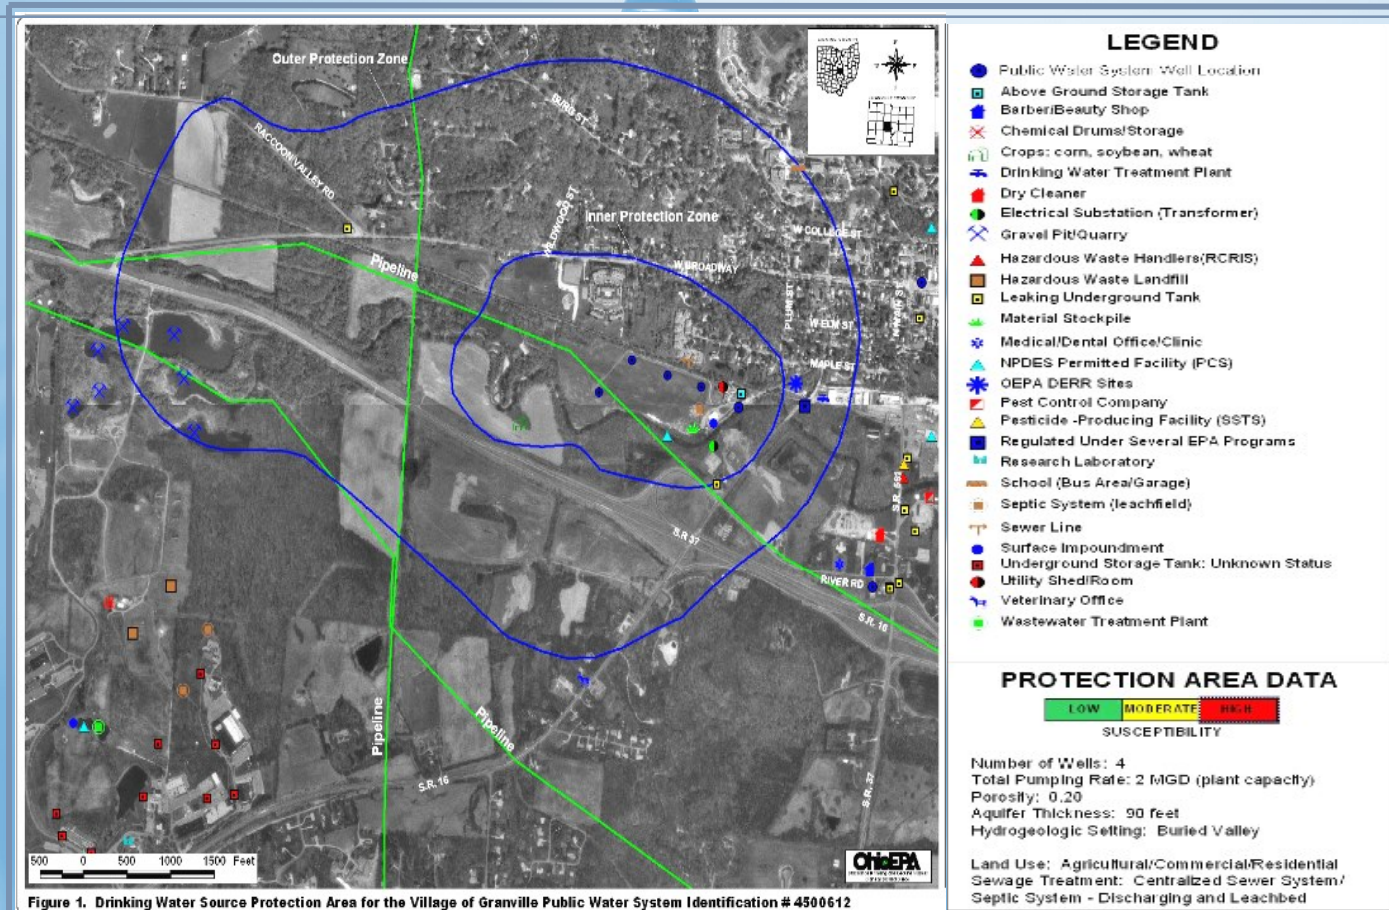 Outer Protection Zone
BURG ST.
RACCOON VALLEY RD
WILDWOOD ST.
Inner Protection Zone
W COLLEGE ST
W BROADWAY
Pipeline
PLUM ST
W ELM ST.
MAPLE ST.
S.R. 37
RIVER RD
S.R. 16
Pipeline
Pipeline
S.R. 16
S.R. 37
500 0 500 1000 1500 Feet
OhioEPA
Figure 1. Drinking Water Source Protection Area for the Village of Granville Public Water System Identification # 4500612
LEGEND
Public Water System Well Location
Above Ground Storage Tank
Barber/Beauty Shop
Chemical Drums/Storage
Crops: corn, soybean, wheat
Drinking Water Treatment Plant
Dry Cleaner
Electrical Substation (Transformer)
Gravel Pit/Quarry
Hazardous Waste Handlers(RCRIS)
Hazardous Waste Landfill
Leaking Underground Tank
Material Stockpile
Medical/Dental Office/Clinic
NPDES Permitted Facility (PCS)
OEPA DERR Sites
Pest Control Company
Pesticide -Producing Facility (SSTS)
Regulated Under Several EPA Programs
Research Laboratory
School (Bus Area/Garage)
Septic System (leachfield)
Sewer Line
Surface Impoundment
Underground Storage Tank: Unknown Status
Utility Shed/Room
Veterinary Office
Wastewater Treatment Plant
PROTECTION AREA DATA
LOW MODERATE HIGH
SUSCEPTIBILITY
Number of Wells: 4
Total Pumping Rate: 2 MGD (plant capacity)
Porosity: 0.20
Aquifer Thickness: 90 feet
Hydrogeologic Setting: Buried Valley
Land Use: Agricultural/Commercial/Residential
Sewage Treatment: Centralized Sewer System/
Septic System - Discharging and Leachbed